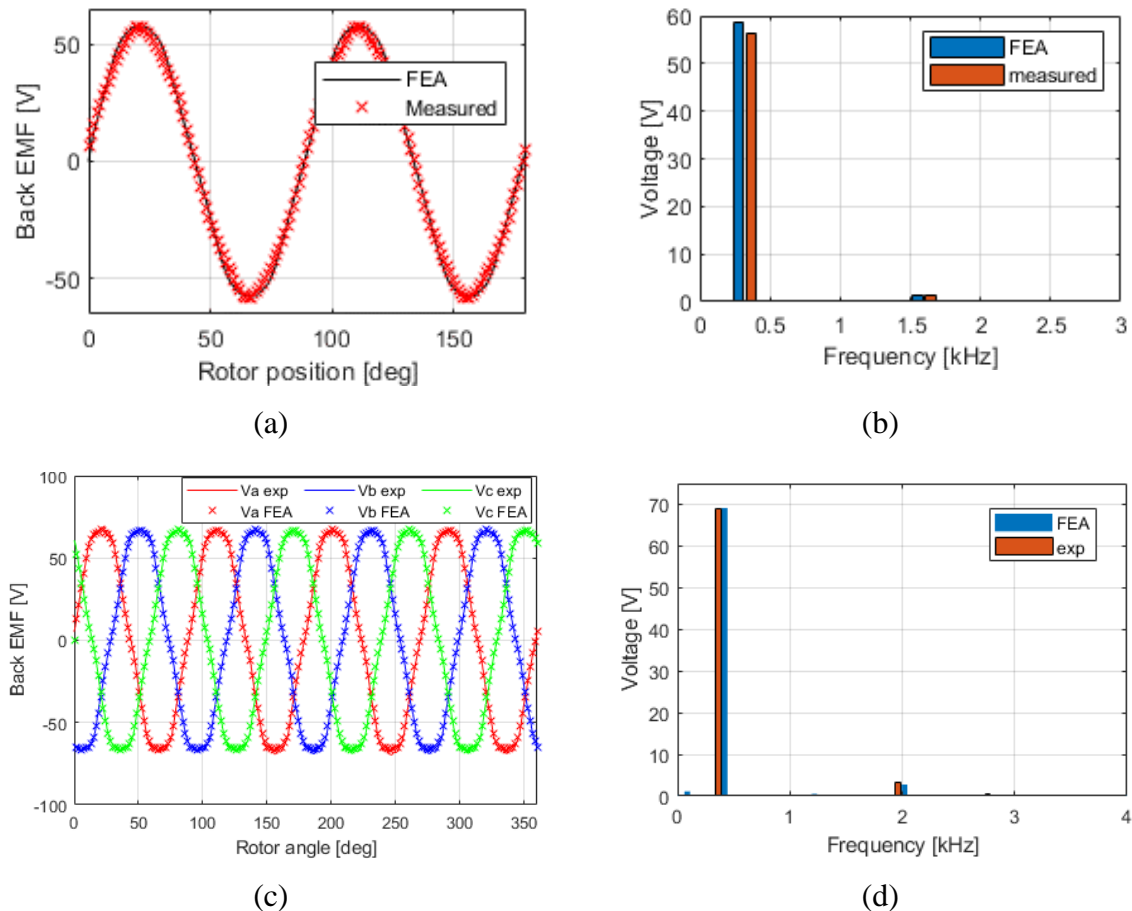 50
0
-50
Back EMF [V]
FEA
Measured
0 50 100 150
Rotor position [deg]
(a)
60
50
40
30
20
10
0
Voltage [V]
FEA
measured
0 0.5 1 1.5 2 2.5 3
Frequency [kHz]
(b)
100
50
0
-50
-100
Back EMF [V]
Va exp Vb exp Vc exp
Va FEA Vb FEA Vc FEA
0 50 100 150 200 250 300 350
Rotor angle [deg]
(c)
70
60
50
40
30
20
10
0
Voltage [V]
FEA
exp
0 1 2 3 4
Frequency [kHz]
(d)